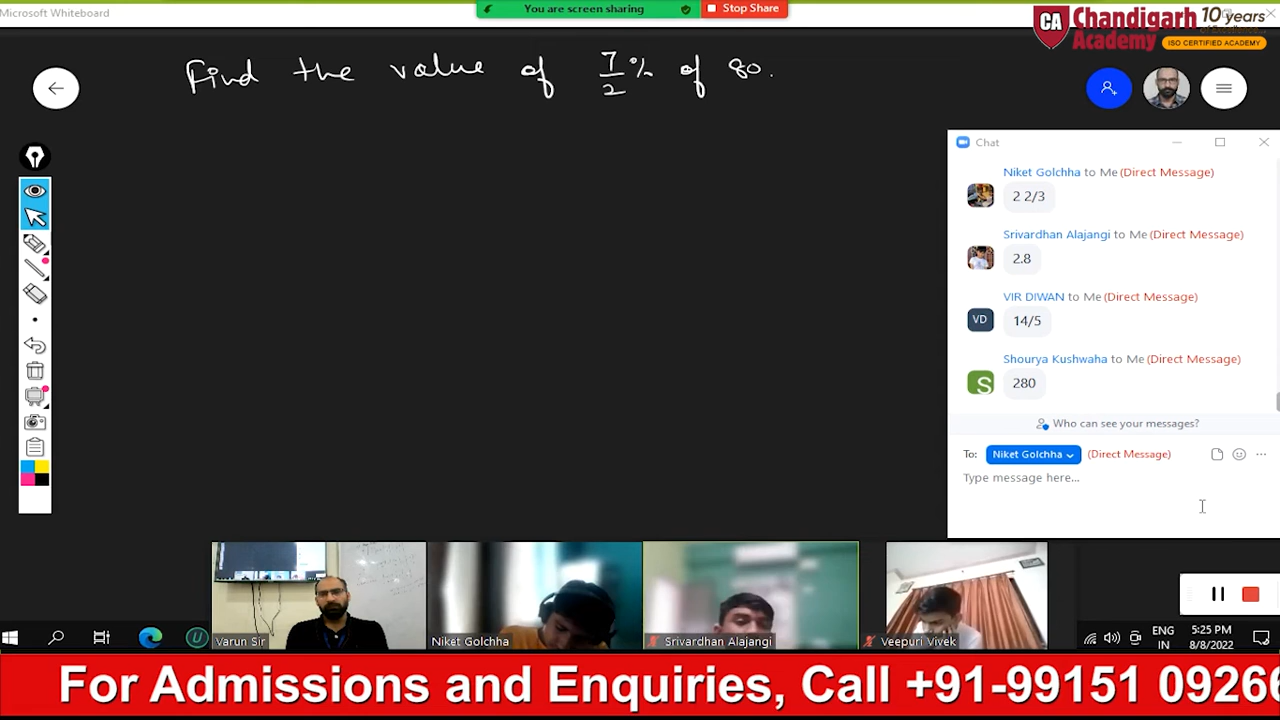 Microsoft Whiteboard
You are screen sharing
Stop Share
CA Chandigarh Academy
10 years
ISO CERTIFIED ACADEMY
Find the value of 7/2 % of 80.
Chat
Niket Golchha to Me (Direct Message)
2 2/3
Srivardhan Alajangi to Me (Direct Message)
2.8
VD
VIR DIWAN to Me (Direct Message)
14/5
Shourya Kushwaha to Me (Direct Message)
S
280
Who can see your messages?
To: Niket Golchha (Direct Message)
Type message here...
Varun Sir
Niket Golchha
Srivardhan Alajangi
Veepuri Vivek
ENG
IN
5:25 PM
8/8/2022
For Admissions and Enquiries, Call +91-99151 0926